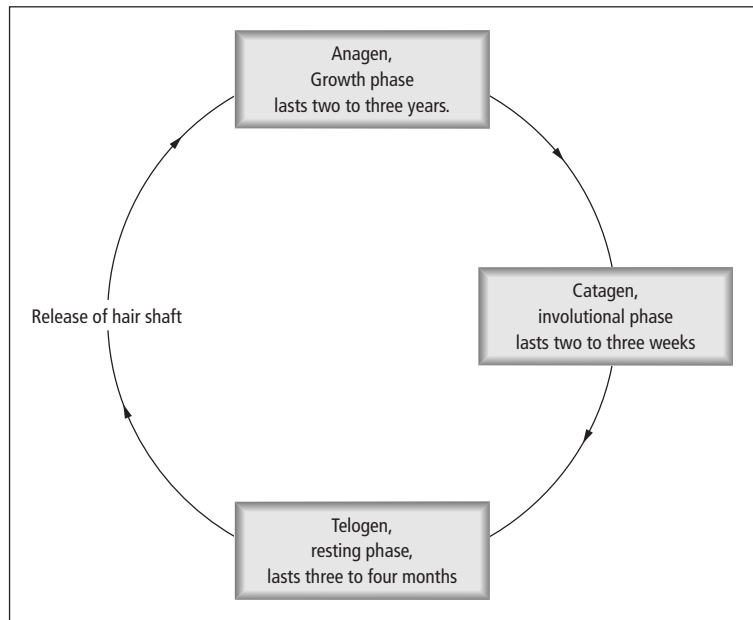 Anagen,
Growth phase
lasts two to three years.
Catagen,
involutional phase
lasts two to three weeks
Telogen,
resting phase,
lasts three to four months
Release of hair shaft